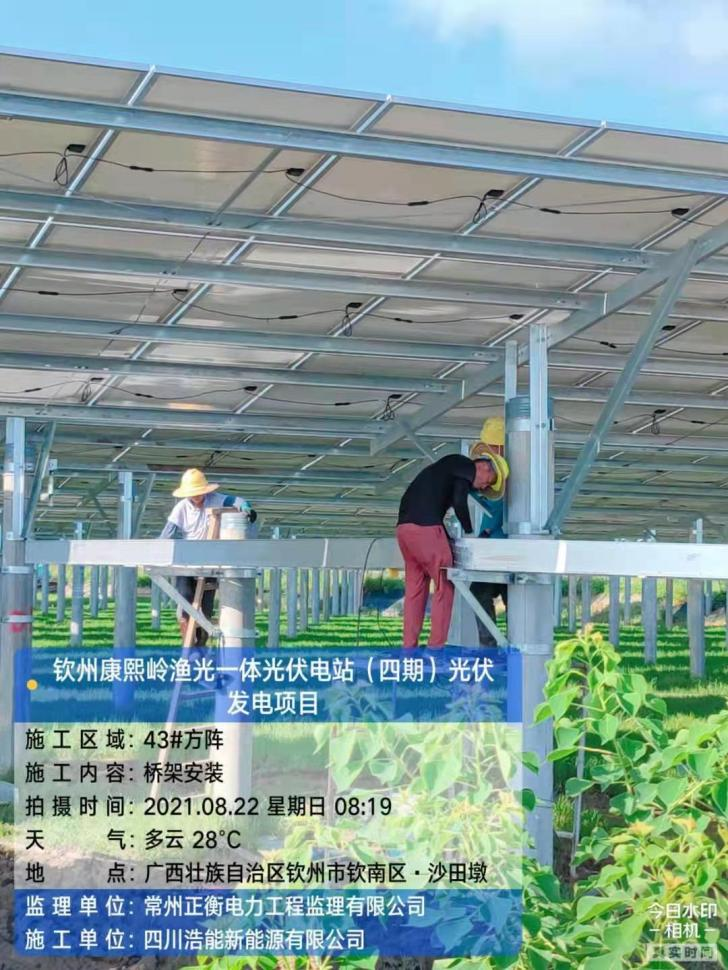 钦州康熙岭渔光一体光伏电站（四期）光伏
发电项目
施工区域：43#方阵
施工内容：桥架安装
拍摄时间：2021.08.22 星期日 08:19
天气：多云 28°C
地点：广西壮族自治区钦州市钦南区·沙田墩
监理单位：常州正衡电力工程监理有限公司
施工单位：四川浩能新能源有限公司
今日水印
相机
真实时间